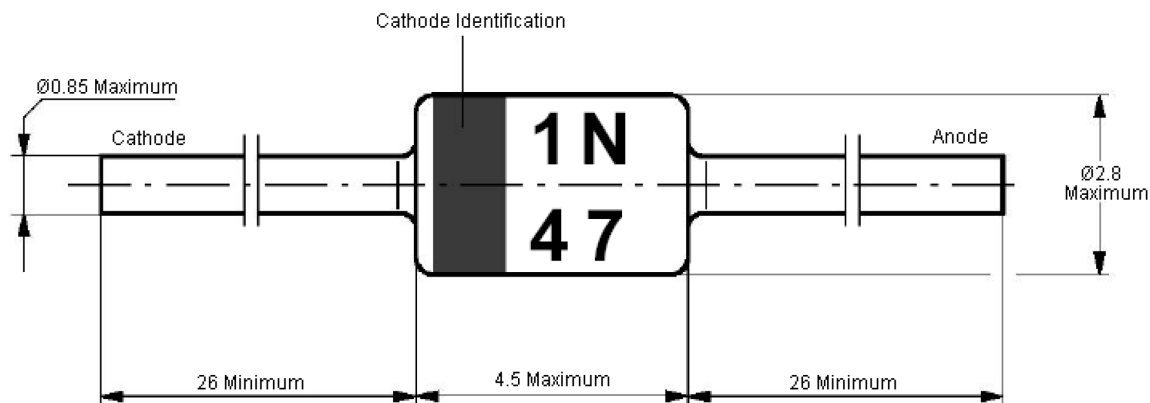 Cathode Identification
Ø0.85 Maximum
Cathode
1N
47
Anode
Ø2.8
Maximum
26 Minimum
4.5 Maximum
26 Minimum